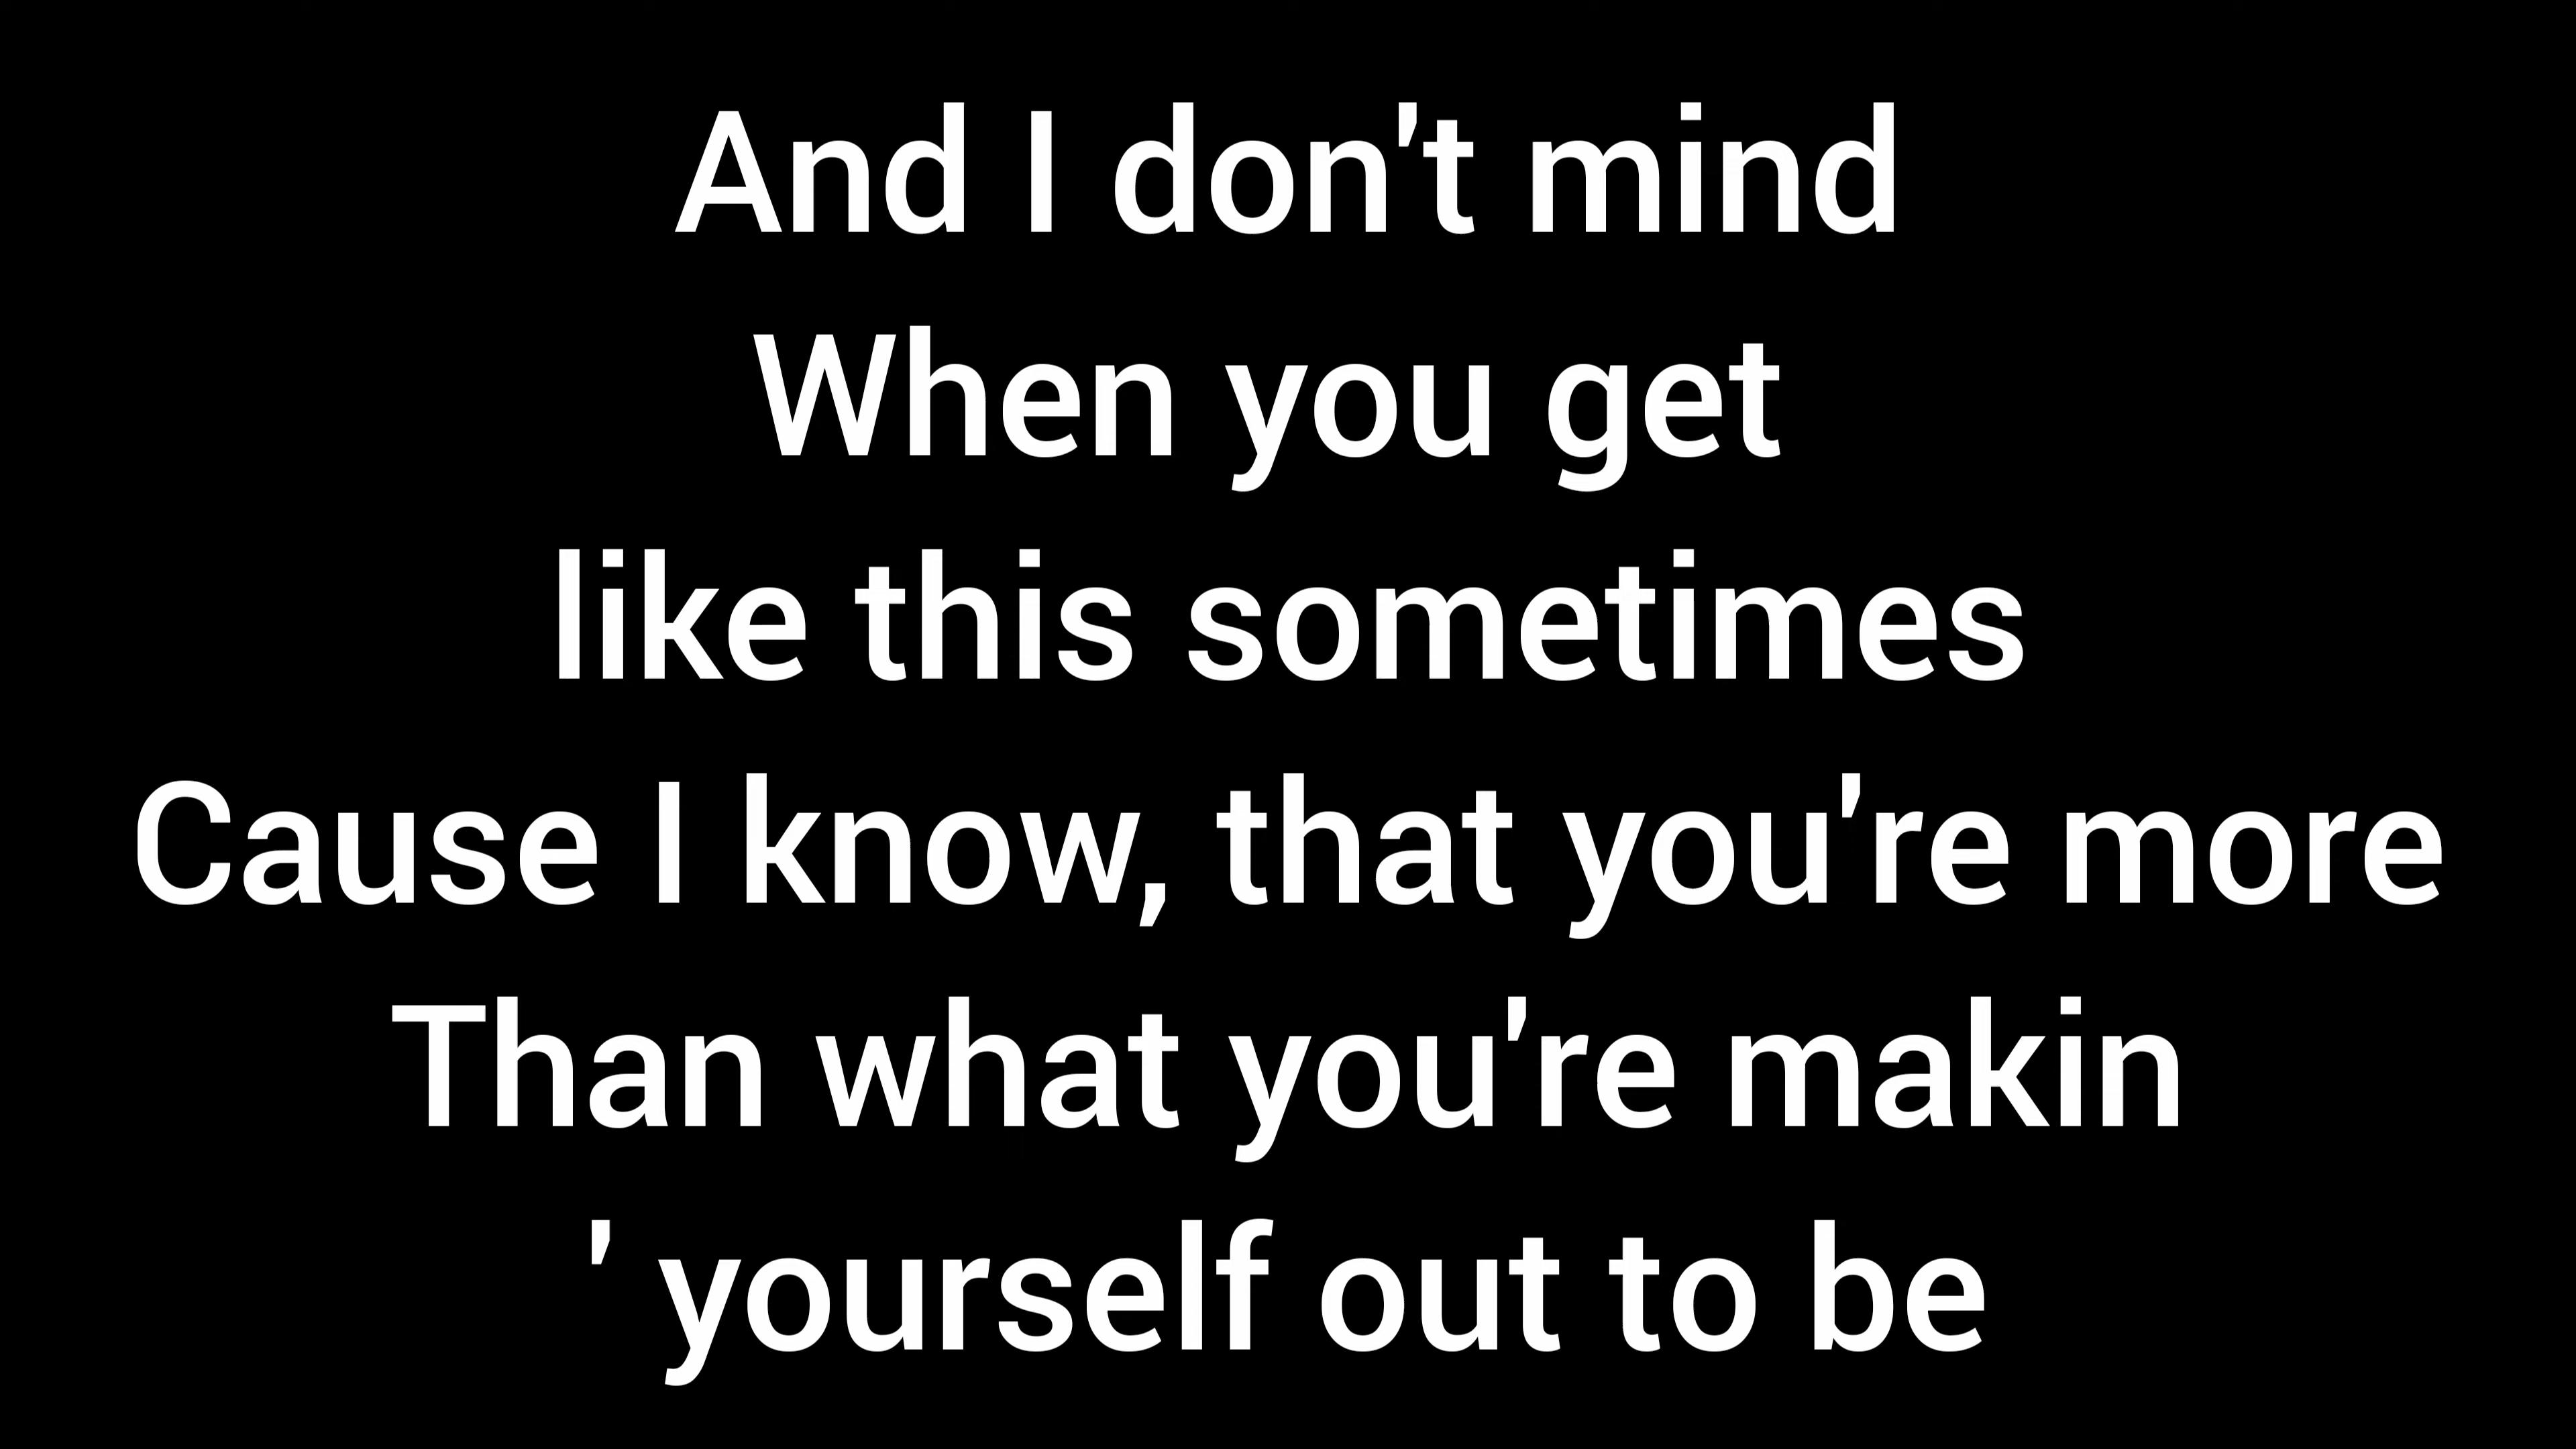 And I don't mind
When you get
like this sometimes
Cause I know, that you're more
Than what you're makin
' yourself out to be